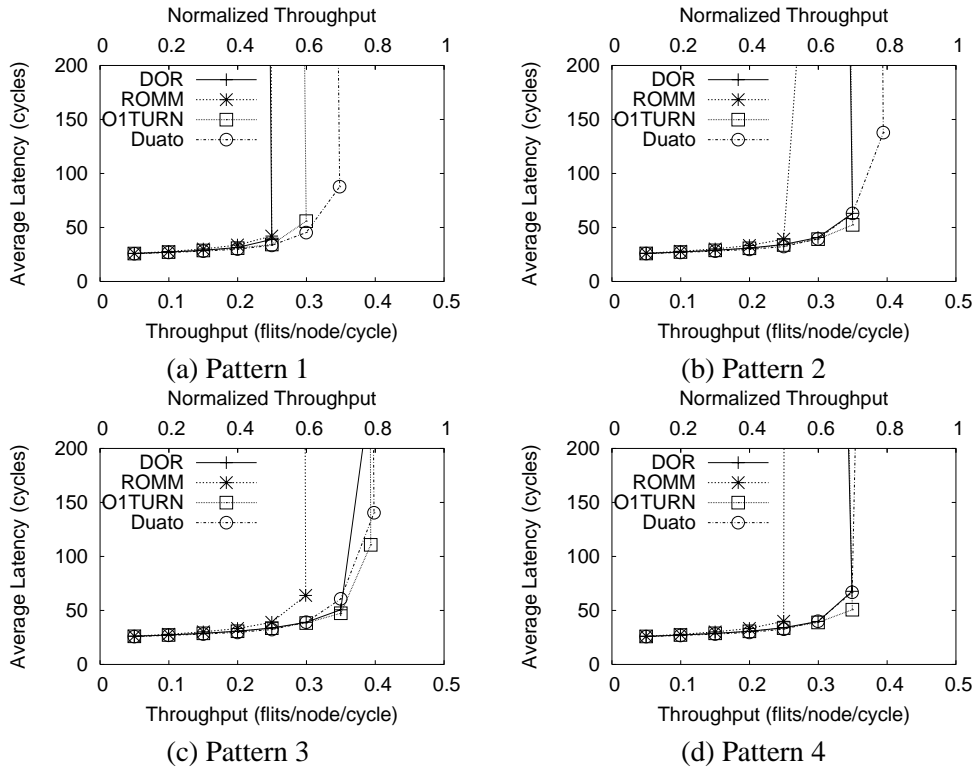 Normalized Throughput
0 0.2 0.4 0.6 0.8 1
200
150
100
50
0
Average Latency (cycles)
DOR
ROMM
O1TURN
Duato
0 0.1 0.2 0.3 0.4 0.5
Throughput (flits/node/cycle)
(a) Pattern 1
Normalized Throughput
0 0.2 0.4 0.6 0.8 1
200
150
100
50
0
Average Latency (cycles)
DOR
ROMM
O1TURN
Duato
0 0.1 0.2 0.3 0.4 0.5
Throughput (flits/node/cycle)
(b) Pattern 2
Normalized Throughput
0 0.2 0.4 0.6 0.8 1
200
150
100
50
0
Average Latency (cycles)
DOR
ROMM
O1TURN
Duato
0 0.1 0.2 0.3 0.4 0.5
Throughput (flits/node/cycle)
(c) Pattern 3
Normalized Throughput
0 0.2 0.4 0.6 0.8 1
200
150
100
50
0
Average Latency (cycles)
DOR
ROMM
O1TURN
Duato
0 0.1 0.2 0.3 0.4 0.5
Throughput (flits/node/cycle)
(d) Pattern 4